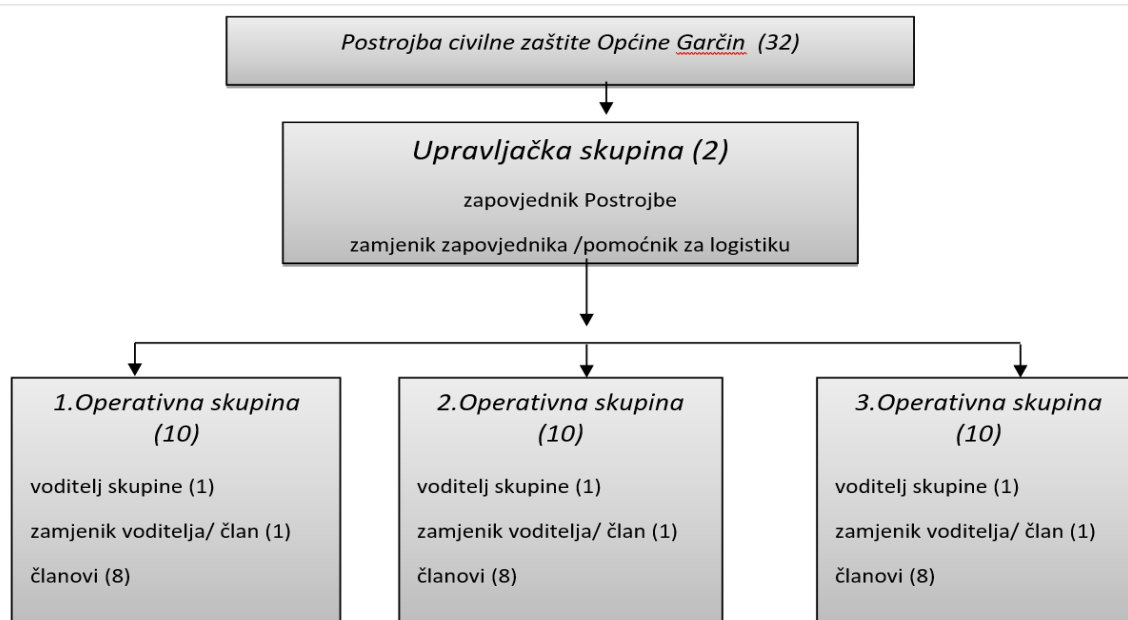 Postrojba civilne zaštite Općine Garčin (32)
Upravljačka skupina (2)
zapovjednik Postrojbe
zamjenik zapovjednika /pomoćnik za logistiku
1.Operativna skupina
(10)
voditelj skupine (1)
zamjenik voditelja/ član (1)
članovi (8)
2.Operativna skupina
(10)
voditelj skupine (1)
zamjenik voditelja/ član (1)
članovi (8)
3.Operativna skupina
(10)
voditelj skupine (1)
zamjenik voditelja/ član (1)
članovi (8)